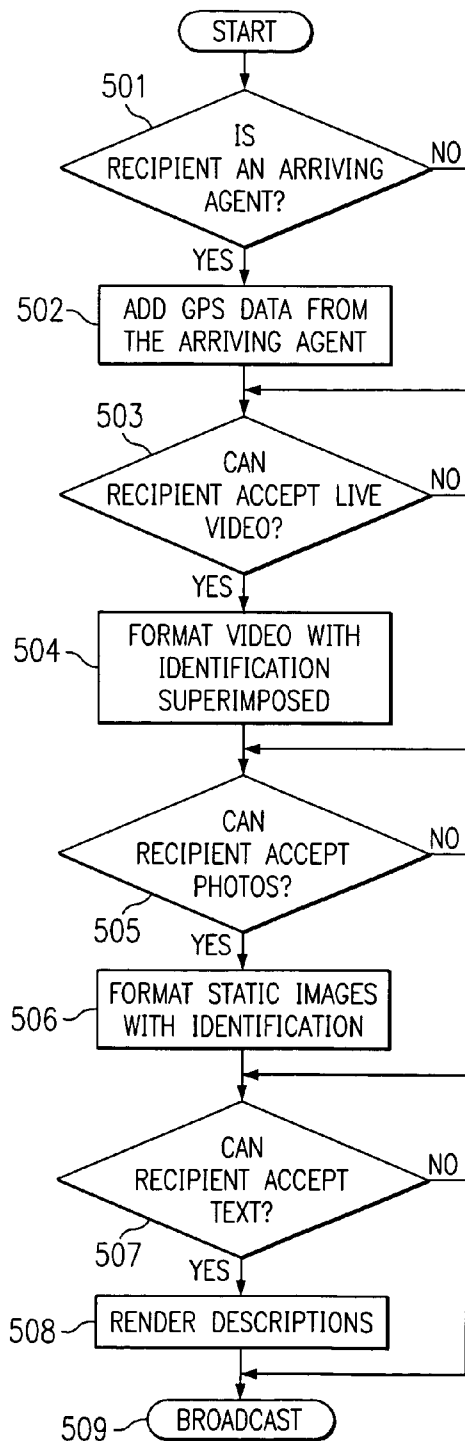 START
501
IS
RECIPIENT AN ARRIVING
AGENT?
NO
YES
502
ADD GPS DATA FROM
THE ARRIVING AGENT
503
CAN
RECIPIENT ACCEPT LIVE
VIDEO?
NO
YES
504
FORMAT VIDEO WITH
IDENTIFICATION
SUPERIMPOSED
CAN
RECIPIENT ACCEPT
PHOTOS?
NO
505
YES
506
FORMAT STATIC IMAGES
WITH IDENTIFICATION
CAN
RECIPIENT ACCEPT
TEXT?
NO
507
YES
508
RENDER DESCRIPTIONS
509
BROADCAST